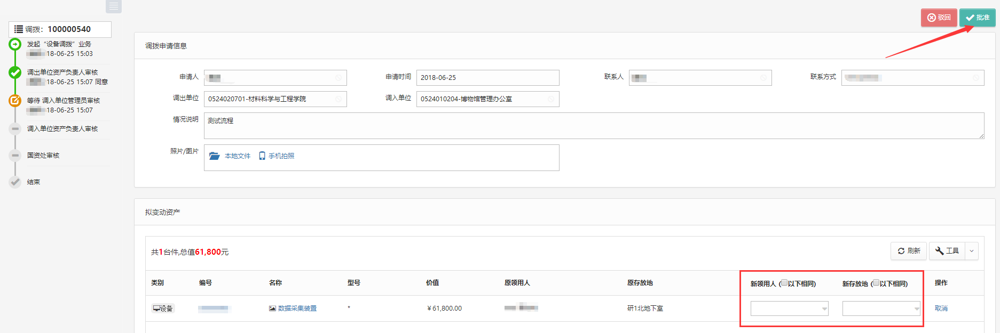 驳回
批准
调拨：100000540
发起“设备调拨”业务
18-06-25 15:03
调出单位资产负责人审核
18-06-25 15:07 同意
等待 调入单位管理员审核
18-06-25 15:07
调入单位资产负责人审核
国资处审核
结束
调拨申请信息
申请人
申请时间 2018-06-25
联系人
联系方式
调出单位 0524020701-材料科学与工程学院
调入单位 0524010204-博物馆管理办公室
情况说明 测试流程
照片/图片 本地文件 手机拍照
拟变动资产
共1台件,总值61,800元
刷新 工具
类别 编号 名称 型号 价值 原领用人 原存放地 新领用人 (以下相同) 新存放地 (以下相同) 操作
设备 数据采集装置 * ￥61,800.00 研1北地下室 取消